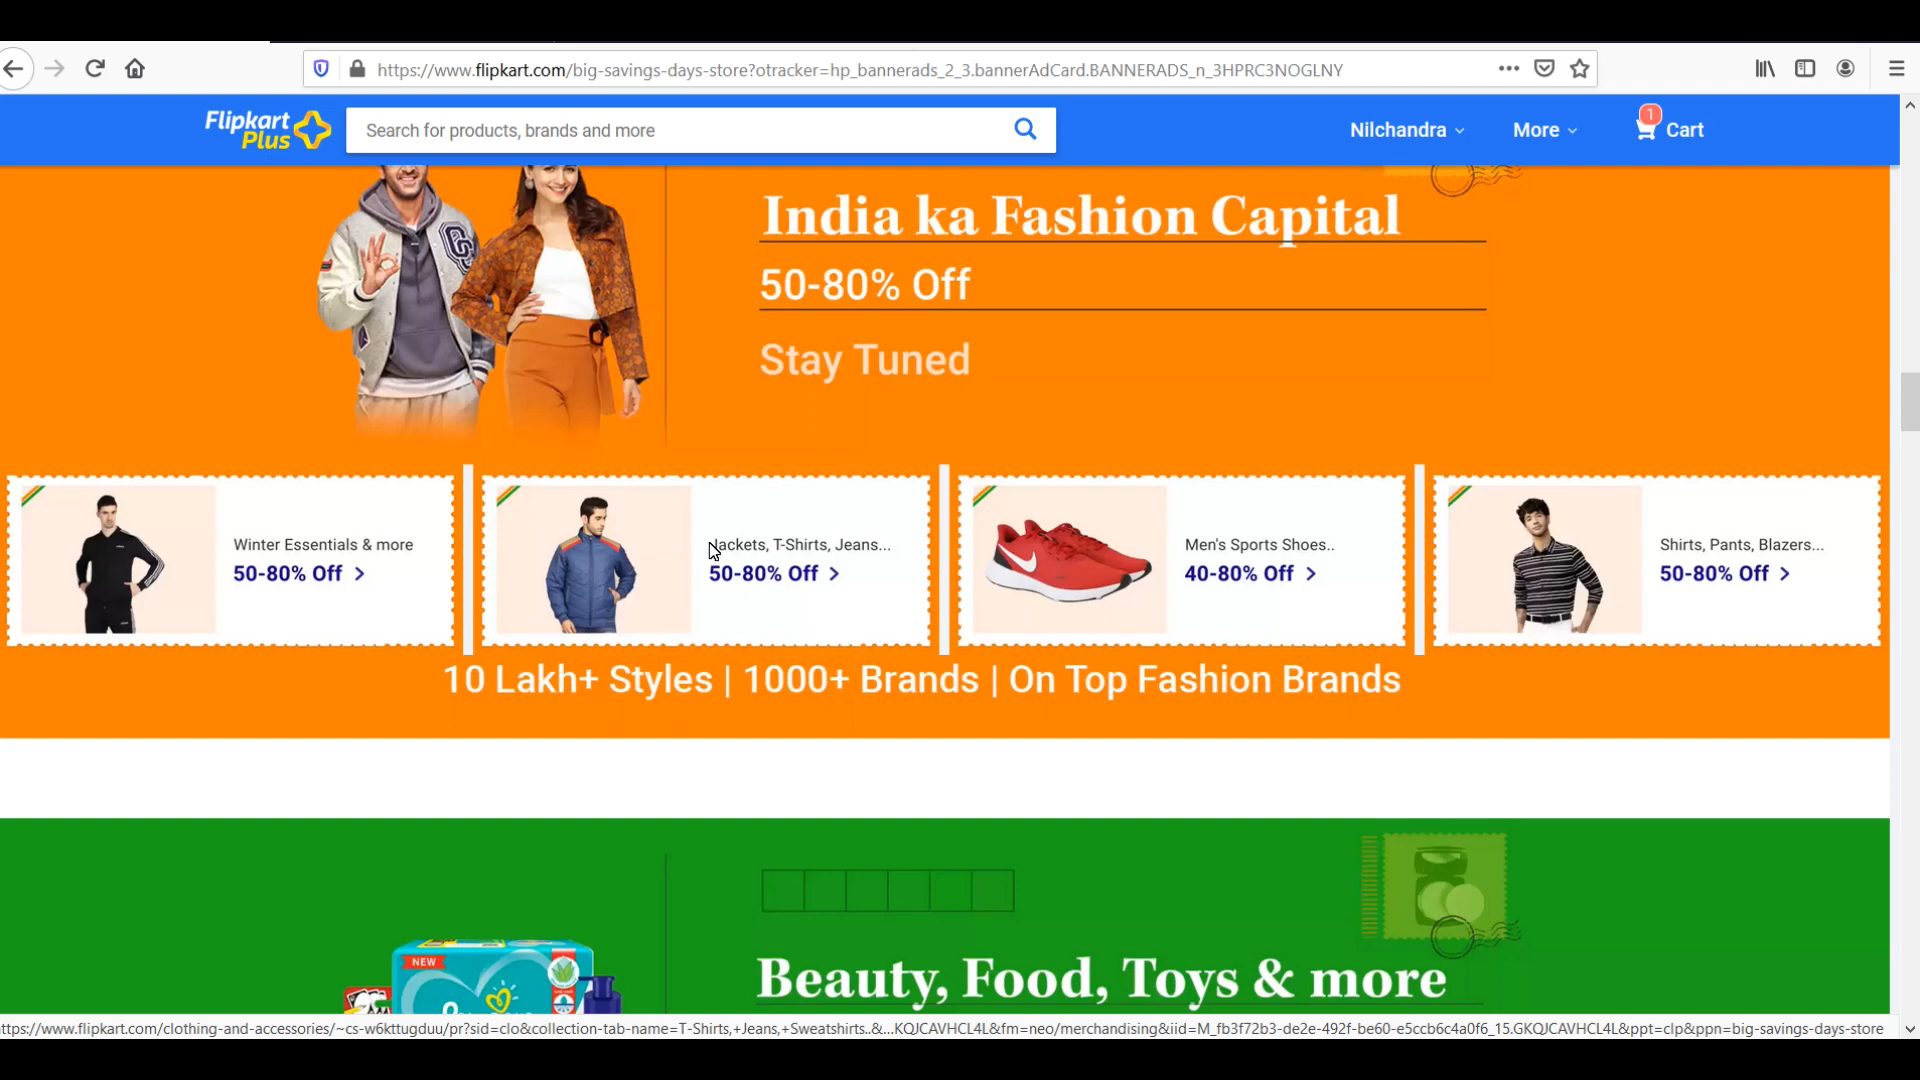 https://www.flipkart.com/big-savings-days-store?otracker=hp_bannerads_2_3.bannerAdCard.BANNERADS_n_3HPRC3NOGLNY
Flipkart
Plus
Search for products, brands and more
Nilchandra
More
1
Cart
India ka Fashion Capital
50-80% Off
Stay Tuned
Winter Essentials & more
50-80% Off
Jackets, T-Shirts, Jeans...
50-80% Off
Men's Sports Shoes..
40-80% Off
Shirts, Pants, Blazers...
50-80% Off
10 Lakh+ Styles | 1000+ Brands | On Top Fashion Brands
NEW
Beauty, Food, Toys & more
ttps://www.flipkart.com/clothing-and-accessories/~cs-w6kttugduu/pr?sid=clo&collection-tab-name=T-Shirts,+Jeans,+Sweatshirts..&...KQJCAVHCL4L&fm=neo/merchandising&iid=M_fb3f72b3-de2e-492f-be60-e5ccb6c4a0f6_15.GKQJCAVHCL4L&ppt=clp&ppn=big-savings-days-store